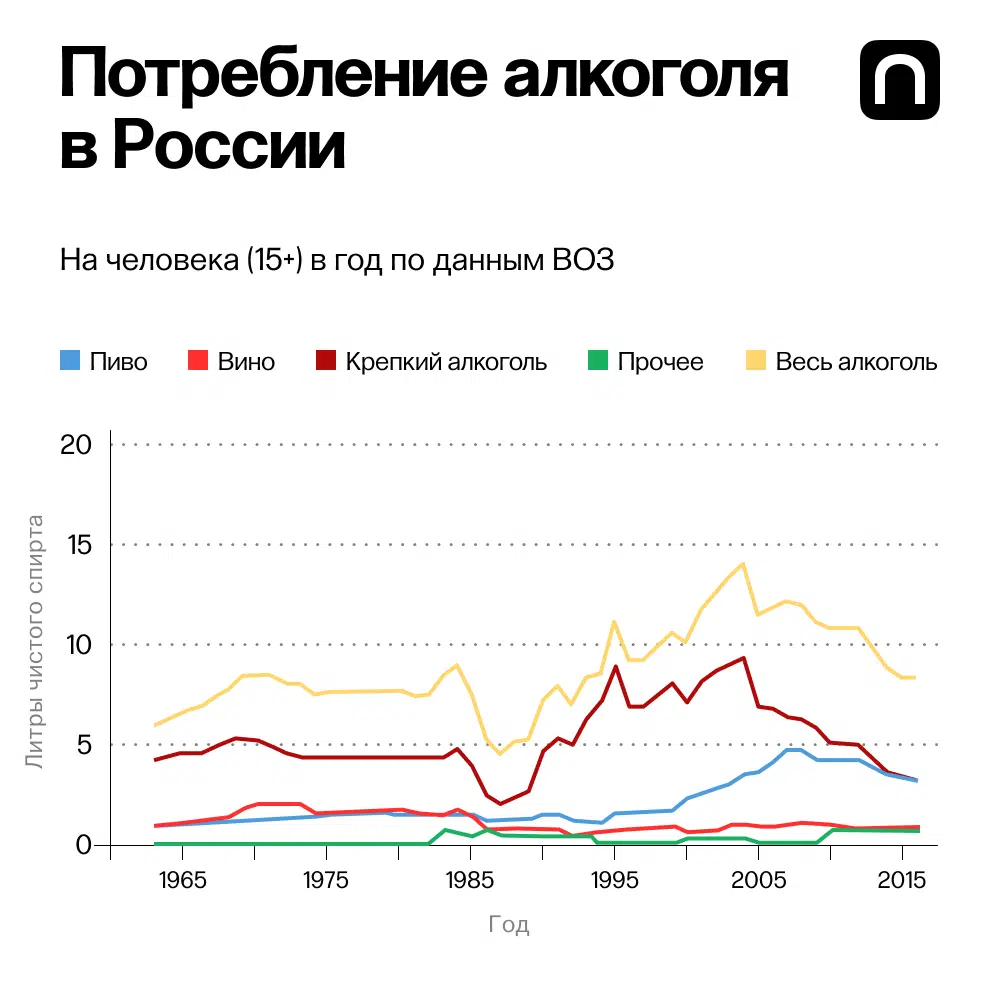 Потребление алкоголя
в России
На человека (15+) в год по данным ВОЗ
Пиво Вино Крепкий алкоголь Прочее Весь алкоголь
Литры чистого спирта
20
15
10
5
0
1965 1975 1985 1995 2005 2015
Год